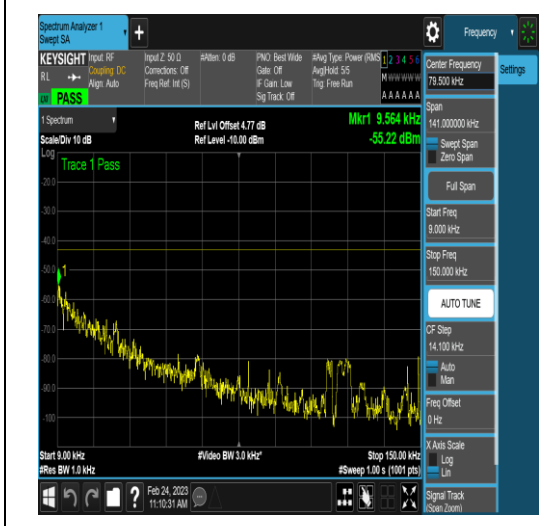 Spectrum Analyzer 1
Swept SA
+
Frequency
KEYSIGHT
RL
PASS
Input: RF
Coupling: DC
Align: Auto
Input Z: 50 Ω
Corrections: Off
Freq Ref: Int (S)
#Atten: 0 dB
PNO: Best Wide
Gate: Off
IF Gain: Low
Sig Track: Off
#Avg Type: Power (RMS)
Avg|Hold: 5/5
Trig: Free Run
1 2 3 4 5 6
M W W W W W
A A A A A A
1 Spectrum
Scale/Div 10 dB
Ref Lvl Offset 4.77 dB
Ref Level -10.00 dBm
Mkr1 9.564 kHz
-55.22 dBm
Log
Trace 1 Pass
-20.0
-30.0
-40.0
-50.0
1
-60.0
-70.0
-80.0
-90.0
-100
Start 9.00 kHz
#Res BW 1.0 kHz
#Video BW 3.0 kHz*
Stop 150.00 kHz
#Sweep 1.00 s (1001 pts)
?
Feb 24, 2023
11:10:31 AM
Center Frequency
79.500 kHz
Settings
Span
141.000000 kHz
Swept Span
Zero Span
Full Span
Start Freq
9.000 kHz
Stop Freq
150.000 kHz
AUTO TUNE
CF Step
14.100 kHz
Auto
Man
Freq Offset
0 Hz
X Axis Scale
Log
Lin
Signal Track
(Span Zoom)